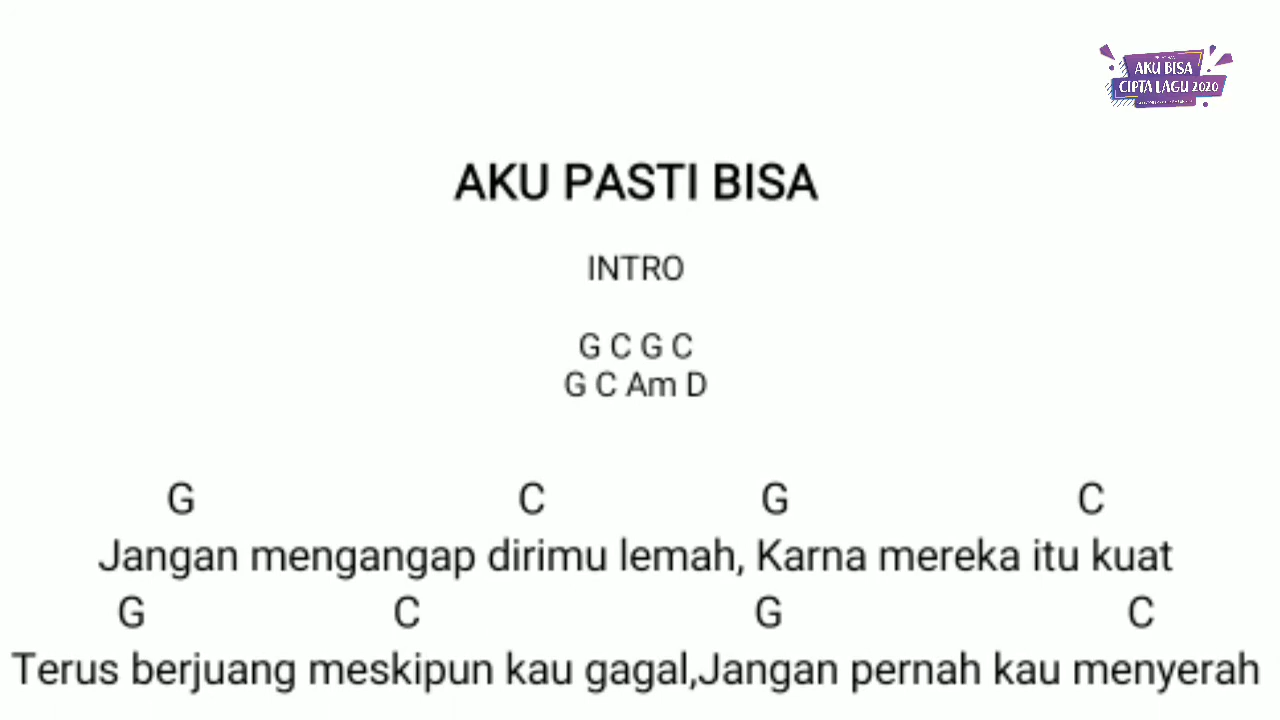 AKU BISA
CIPTA LAGU 2020
AKU PASTI BISA
INTRO
G C G C
G C Am D
G C G C
Jangan mengangap dirimu lemah, Karna mereka itu kuat
G C G C
Terus berjuang meskipun kau gagal,Jangan pernah kau menyerah